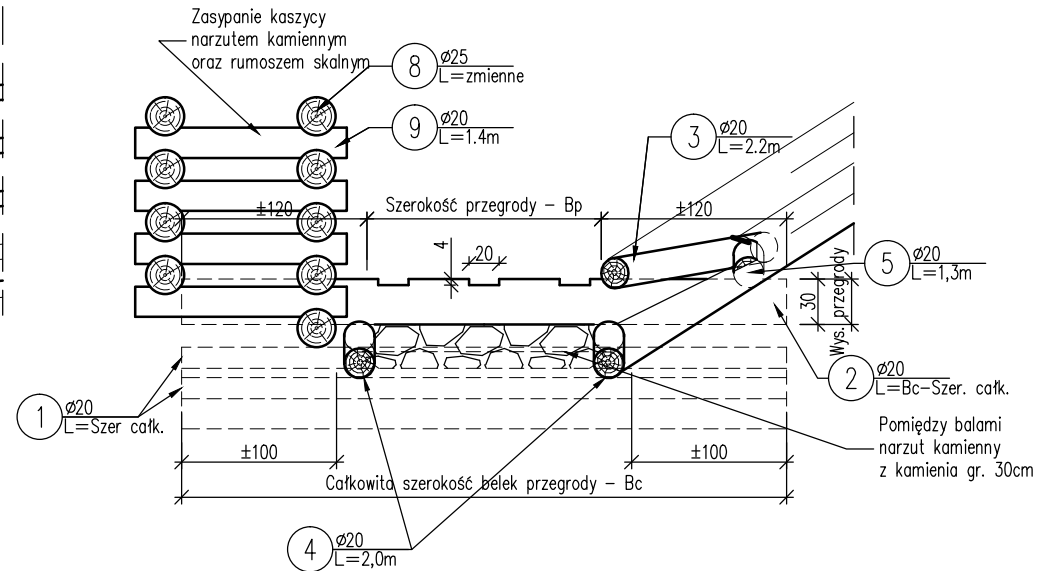 Zasypanie kaszycy
narzutem kamiennym
oraz rumoszem skalnym
8 ø25
L=zmienne
9 ø20
L=1.4m
3 ø20
L=2.2m
±120
Szerokość przegrody – Bp
±120
4
20
5 ø20
L=1,3m
30
Wys. przegrody
2 ø20
L=Bc–Szer. całk.
1 ø20
L=Szer całk.
Pomiędzy balami
narzut kamienny
z kamienia gr. 30cm
±100
±100
Całkowita szerokość belek przegrody – Bc
4 ø20
L=2,0m